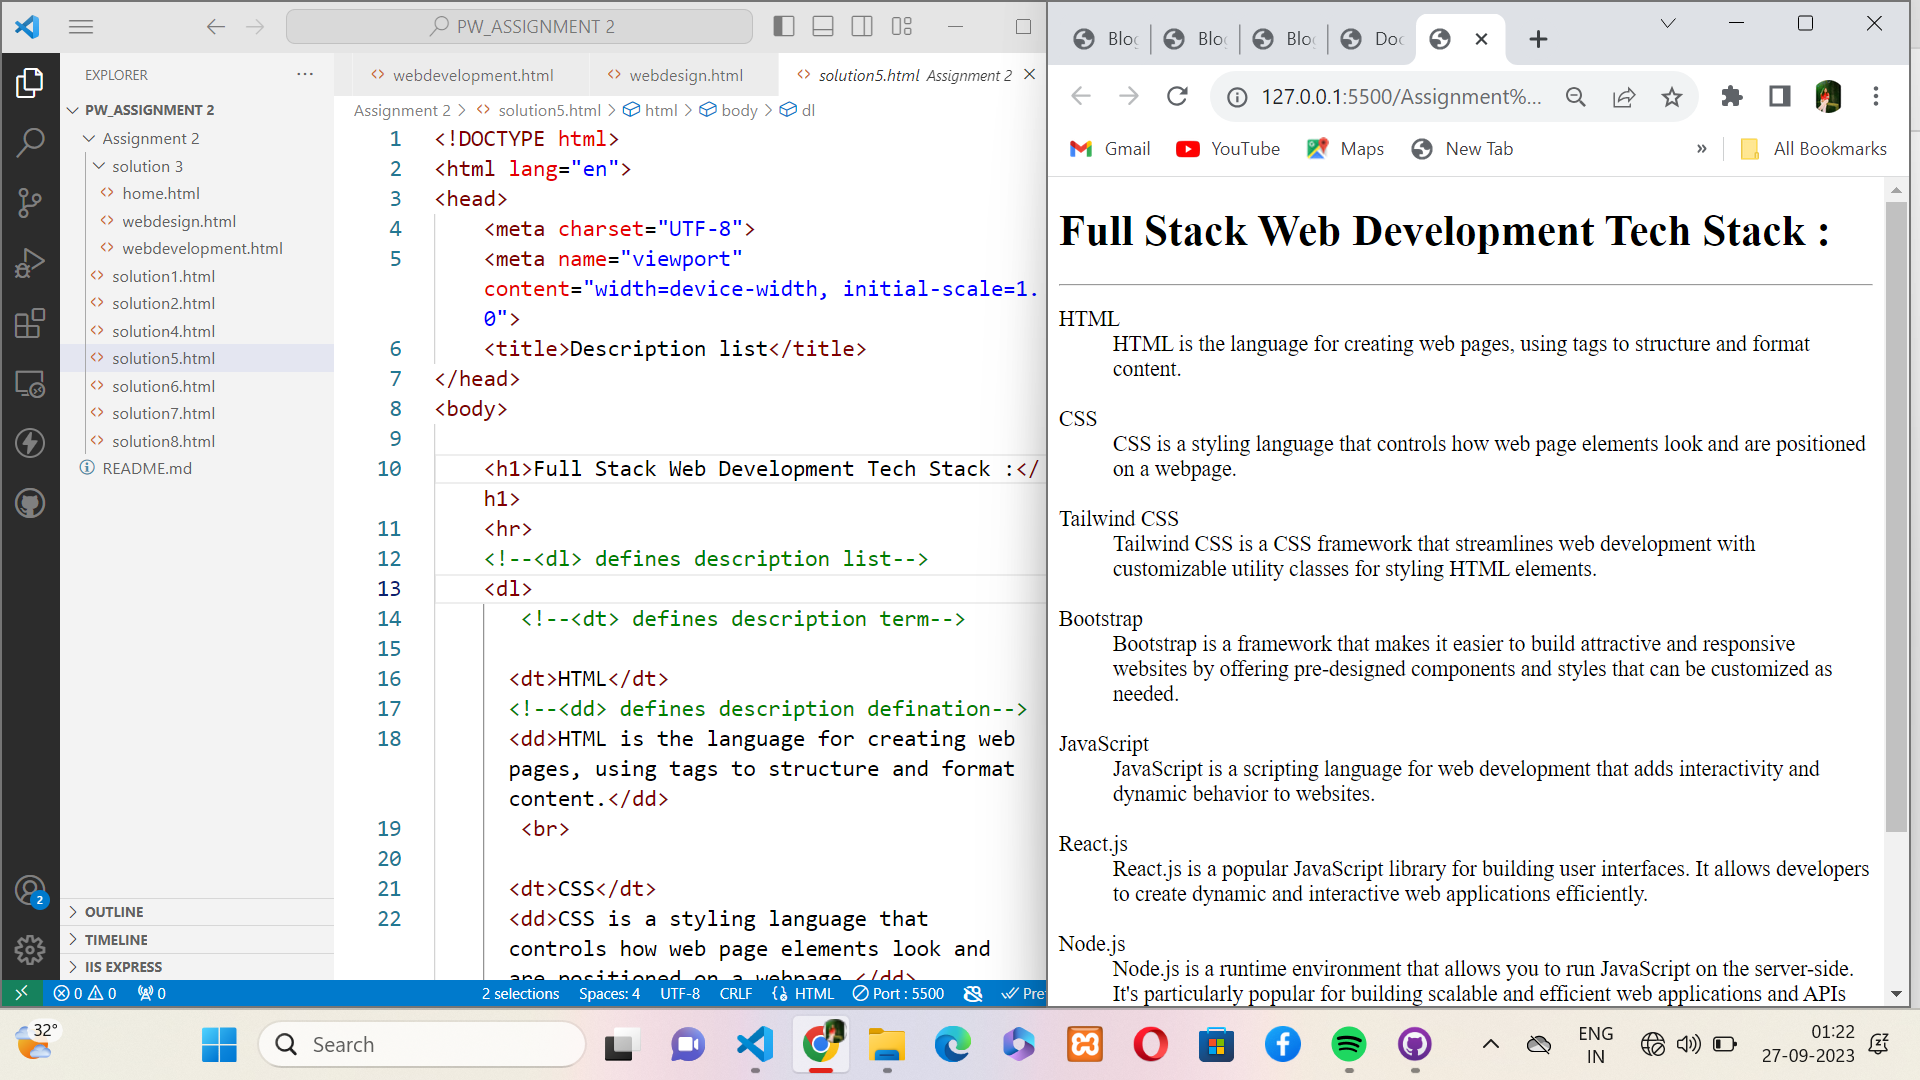 PW_ASSIGNMENT 2
EXPLORER
PW_ASSIGNMENT 2
Assignment 2
solution 3
home.html
webdesign.html
webdevelopment.html
solution1.html
solution2.html
solution4.html
solution5.html
solution6.html
solution7.html
solution8.html
README.md
OUTLINE
TIMELINE
IIS EXPRESS
2
webdevelopment.html
webdesign.html
solution5.html Assignment 2
Assignment 2 > solution5.html > html > body > dl
1 <!DOCTYPE html>
2 <html lang="en">
3 <head>
4 <meta charset="UTF-8">
5 <meta name="viewport"
content="width=device-width, initial-scale=1.
0">
6 <title>Description list</title>
7 </head>
8 <body>
9
10 <h1>Full Stack Web Development Tech Stack :</
h1>
11 <hr>
12 <!--<dl> defines description list-->
13 <dl>
14 <!--<dt> defines description term-->
15
16 <dt>HTML</dt>
17 <!--<dd> defines description defination-->
18 <dd>HTML is the language for creating web
pages, using tags to structure and format
content.</dd>
19 <br>
20
21 <dt>CSS</dt>
22 <dd>CSS is a styling language that
controls how web page elements look and
are positioned on a webpage.</dd>
0 0 0 2 selections Spaces: 4 UTF-8 CRLF HTML Port : 5500 Pre
Blo
Blo
Blo
Doc
127.0.0.1:5500/Assignment%...
Gmail YouTube Maps New Tab » All Bookmarks
Full Stack Web Development Tech Stack :
HTML
HTML is the language for creating web pages, using tags to structure and format
content.
CSS
CSS is a styling language that controls how web page elements look and are positioned
on a webpage.
Tailwind CSS
Tailwind CSS is a CSS framework that streamlines web development with
customizable utility classes for styling HTML elements.
Bootstrap
Bootstrap is a framework that makes it easier to build attractive and responsive
websites by offering pre-designed components and styles that can be customized as
needed.
JavaScript
JavaScript is a scripting language for web development that adds interactivity and
dynamic behavior to websites.
React.js
React.js is a popular JavaScript library for building user interfaces. It allows developers
to create dynamic and interactive web applications efficiently.
Node.js
Node.js is a runtime environment that allows you to run JavaScript on the server-side.
It's particularly popular for building scalable and efficient web applications and APIs
32°
Search
ENG
IN
01:22
27-09-2023